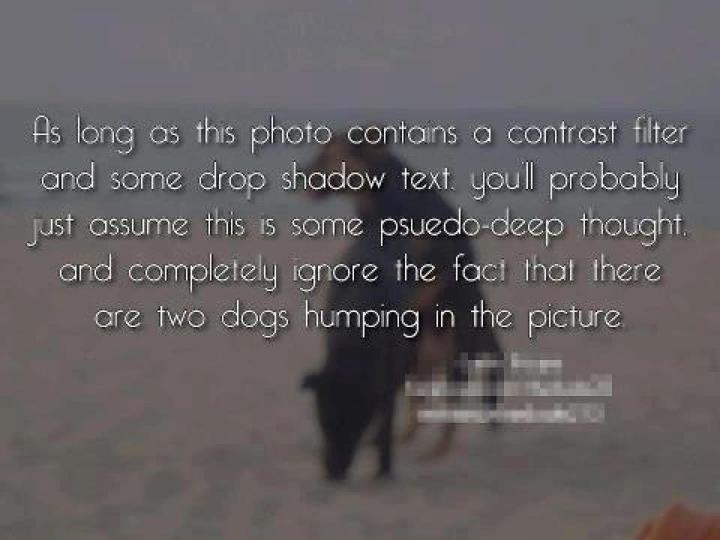 As long as this photo contains a contrast filter
and some drop shadow text, you'll probably
just assume this is some psuedo-deep thought,
and completely ignore the fact that there
are two dogs humping in the picture.